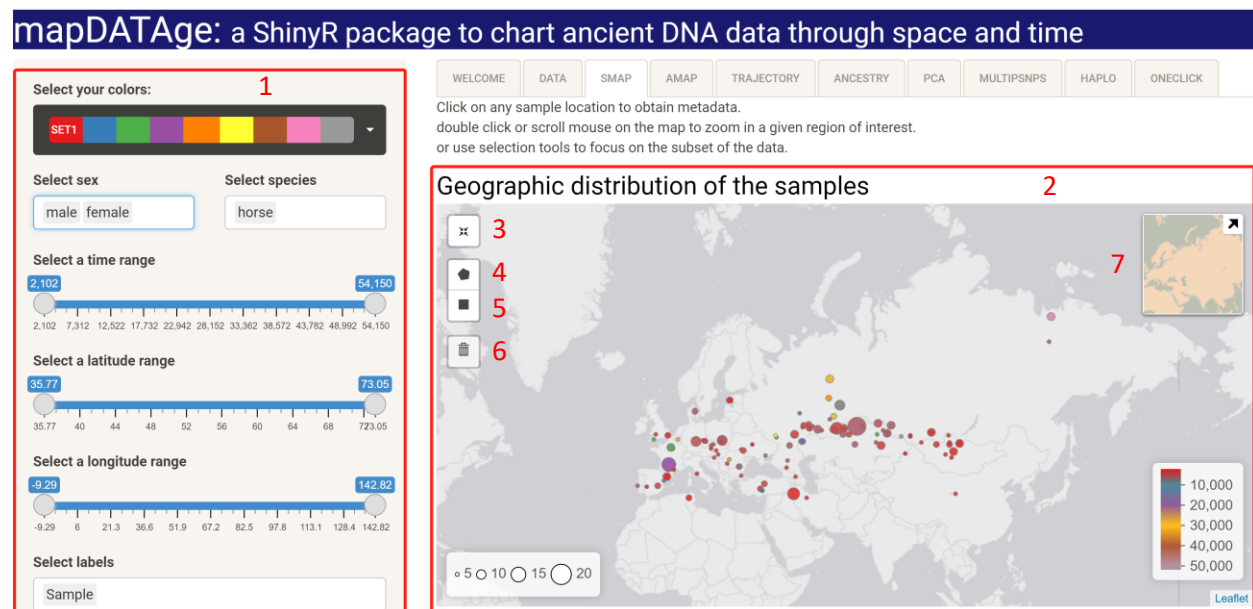 mapDATAge: a ShinyR package to chart ancient DNA data through space and time
Select your colors:
1
SET1
Select sex
Select species
male female
horse
Select a time range
2,102
54,150
2,102 7,312 12,522 17,732 22,942 28,152 33,362 38,572 43,782 48,992 54,150
Select a latitude range
35.77
73.05
35.77 40 44 48 52 56 60 64 68 7273.05
Select a longitude range
-9.29
142.82
-9.29 6 21.3 36.6 51.9 67.2 82.5 97.8 113.1 128.4 142.82
Select labels
Sample
WELCOME DATA SMAP AMAP TRAJECTORY ANCESTRY PCA MULTIPSNPS HAPLO ONECLICK
Click on any sample location to obtain metadata.
double click or scroll mouse on the map to zoom in a given region of interest.
or use selection tools to focus on the subset of the data.
Geographic distribution of the samples
2
3
4
5
6
7
5 10 15 20
10,000
20,000
30,000
40,000
50,000
Leaflet